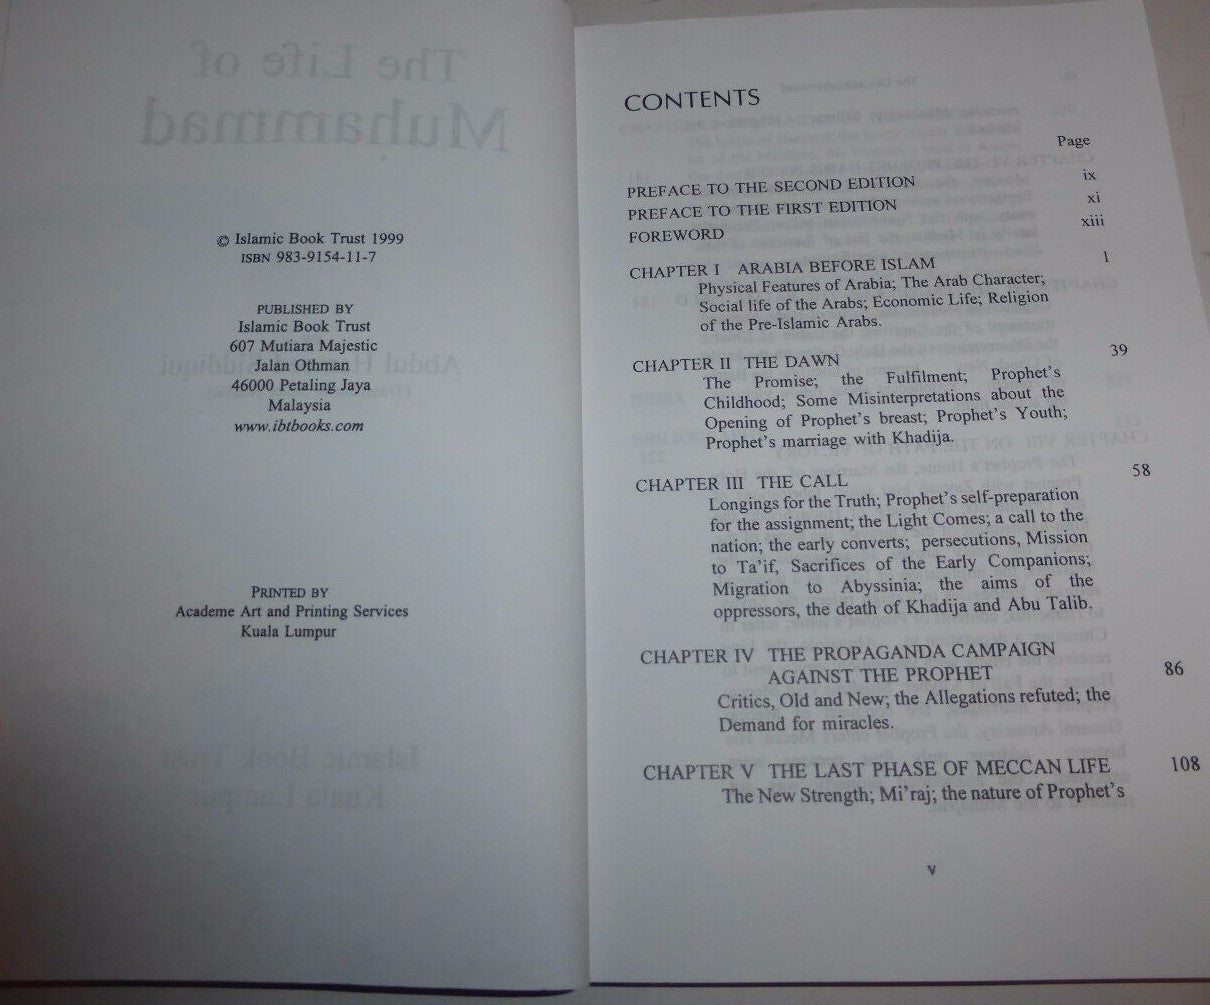 The Life of
Muḥammad
© Islamic Book Trust 1999
ISBN 983-9154-11-7
PUBLISHED BY
Islamic Book Trust
607 Mutiara Majestic
Jalan Othman
46000 Petaling Jaya
Malaysia
www.ibtbooks.com
PRINTED BY
Academe Art and Printing Services
Kuala Lumpur
Islamic Book Trust
Kuala Lumpur
CONTENTS
Page
PREFACE TO THE SECOND EDITION ix
PREFACE TO THE FIRST EDITION xi
FOREWORD xiii
CHAPTER I ARABIA BEFORE ISLAM 1
Physical Features of Arabia; The Arab Character;
Social life of the Arabs; Economic Life; Religion
of the Pre-Islamic Arabs.
CHAPTER II THE DAWN 39
The Promise; the Fulfilment; Prophet's
Childhood; Some Misinterpretations about the
Opening of Prophet's breast; Prophet's Youth;
Prophet's marriage with Khadija.
CHAPTER III THE CALL 58
Longings for the Truth; Prophet's self-preparation
for the assignment; the Light Comes; a call to the
nation; the early converts; persecutions, Mission
to Ta'if, Sacrifices of the Early Companions;
Migration to Abyssinia; the aims of the
oppressors, the death of Khadija and Abu Talib.
CHAPTER IV THE PROPAGANDA CAMPAIGN
AGAINST THE PROPHET 86
Critics, Old and New; the Allegations refuted; the
Demand for miracles.
CHAPTER V THE LAST PHASE OF MECCAN LIFE 108
The New Strength; Mi'raj; the nature of Prophet's
v